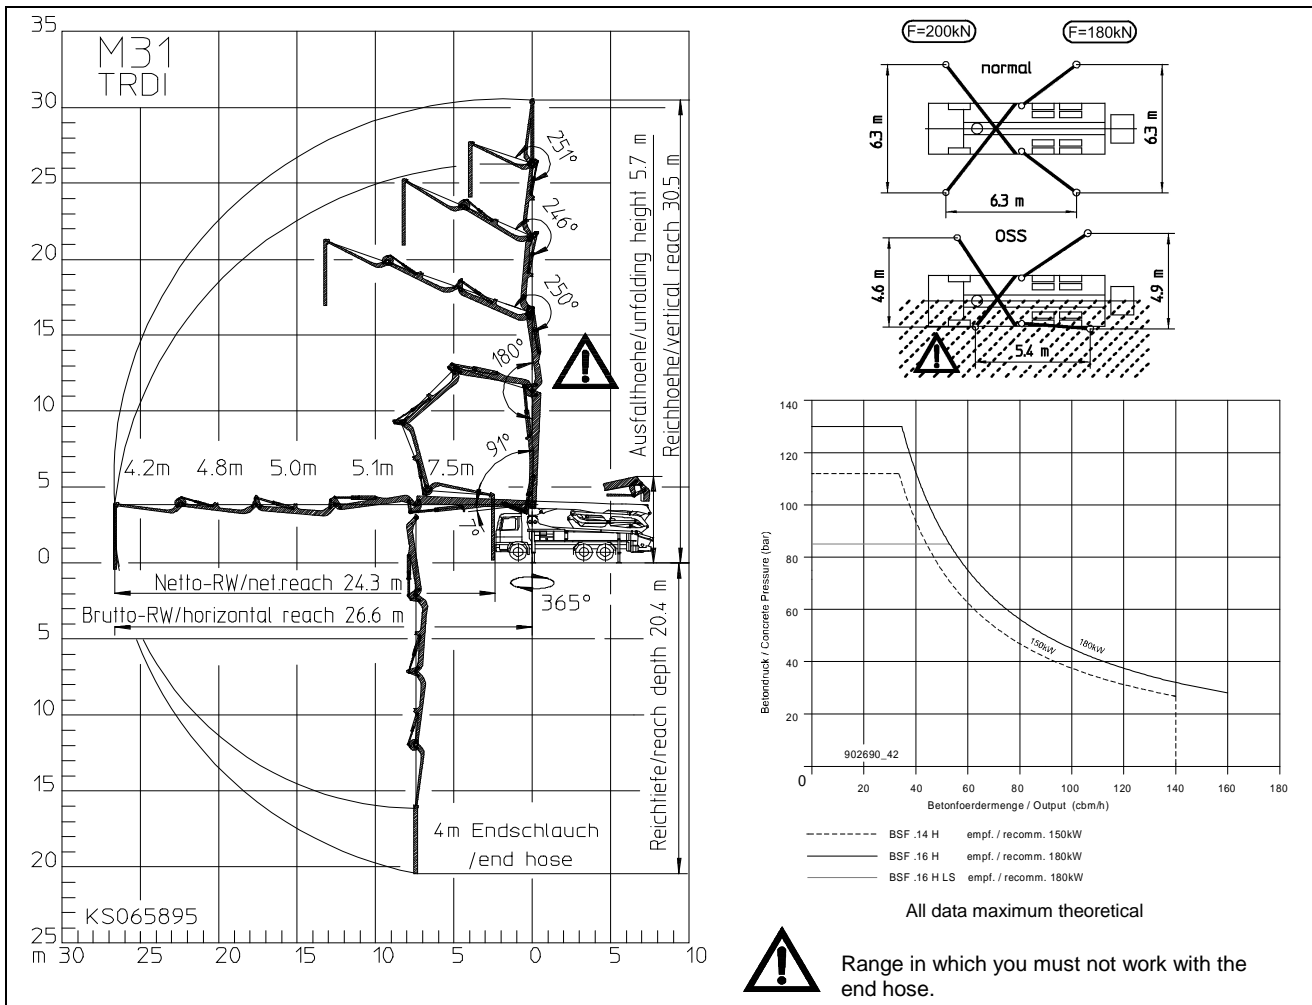 M31
TRDI
35
30
25
20
15
10
5
0
5
10
15
20
25
m 30 25 20 15 10 5 0 5 10
251°
246°
250°
180°
91°
7°
365°
4.2m 4.8m 5.0m 5.1m 7.5m
Netto-RW/net.reach 24.3 m
Brutto-RW/horizontal reach 26.6 m
Ausfalthoehe/unfolding height 5.7 m
Reichhoehe/vertical reach 30.5 m
Reichtiefe/reach depth 20.4 m
4m Endschlauch
/end hose
KS065895
F=200kN F=180kN
normal
6.3 m
6.3 m
6.3 m
OSS
4.6 m
4.9 m
5.4 m
Betondruck / Concrete Pressure (bar)
140
120
100
80
60
40
20
0
20 40 60 80 100 120 140 160 180
150kW
180kW
902690_42
Betonfoerdermenge / Output (cbm/h)
BSF .14 H empf. / recomm. 150kW
BSF .16 H empf. / recomm. 180kW
BSF .16 H LS empf. / recomm. 180kW
All data maximum theoretical
Range in which you must not work with the
end hose.